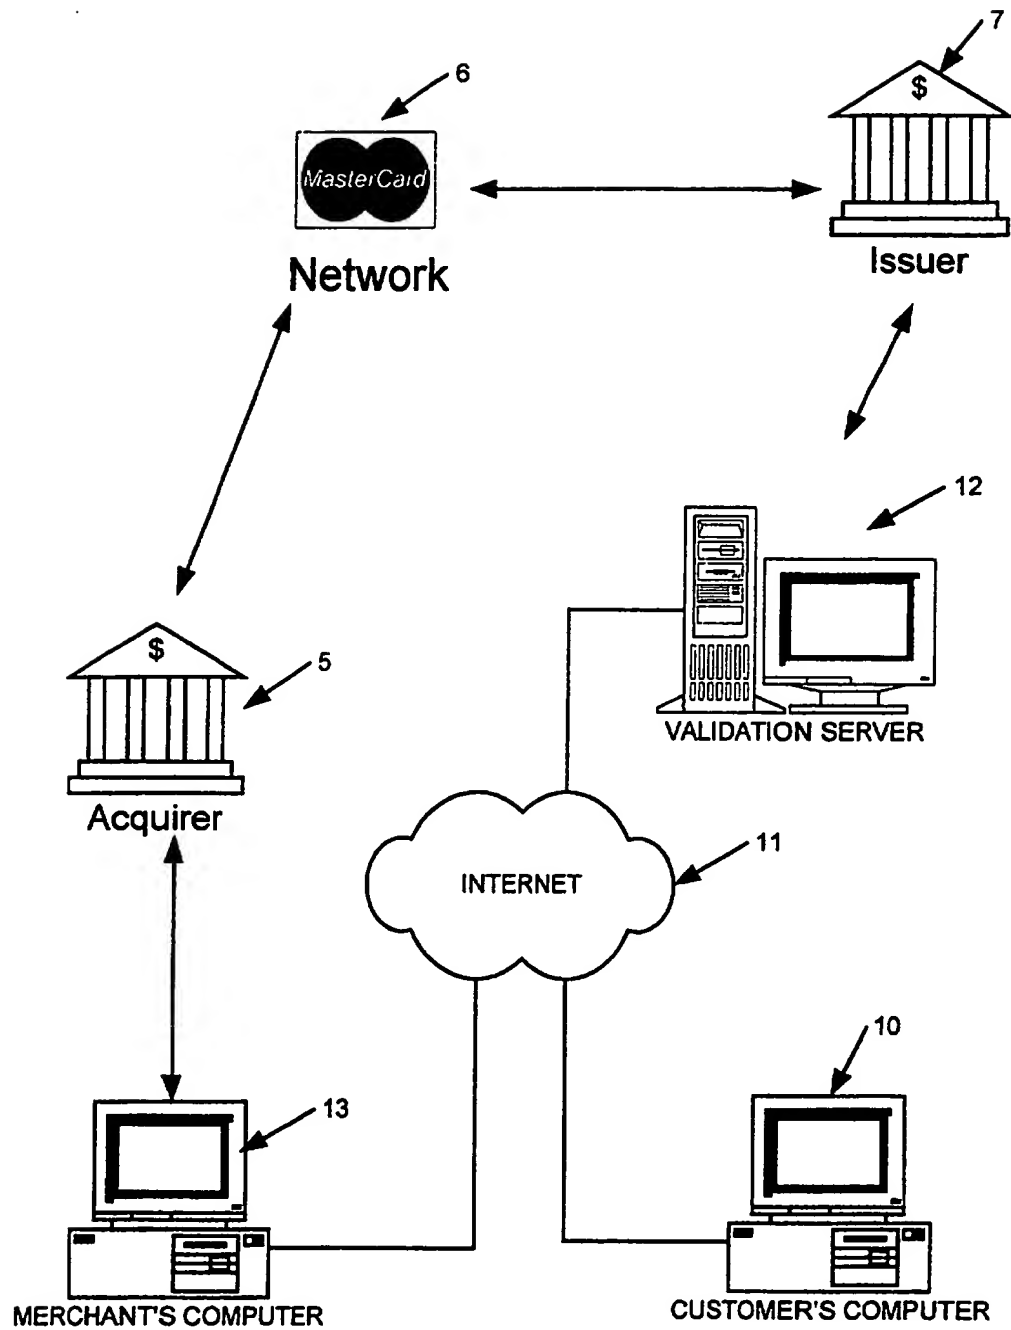 7
$
6
MasterCard
Network
Issuer
12
VALIDATION SERVER
$
5
Acquirer
11
INTERNET
10
13
MERCHANT'S COMPUTER
CUSTOMER'S COMPUTER